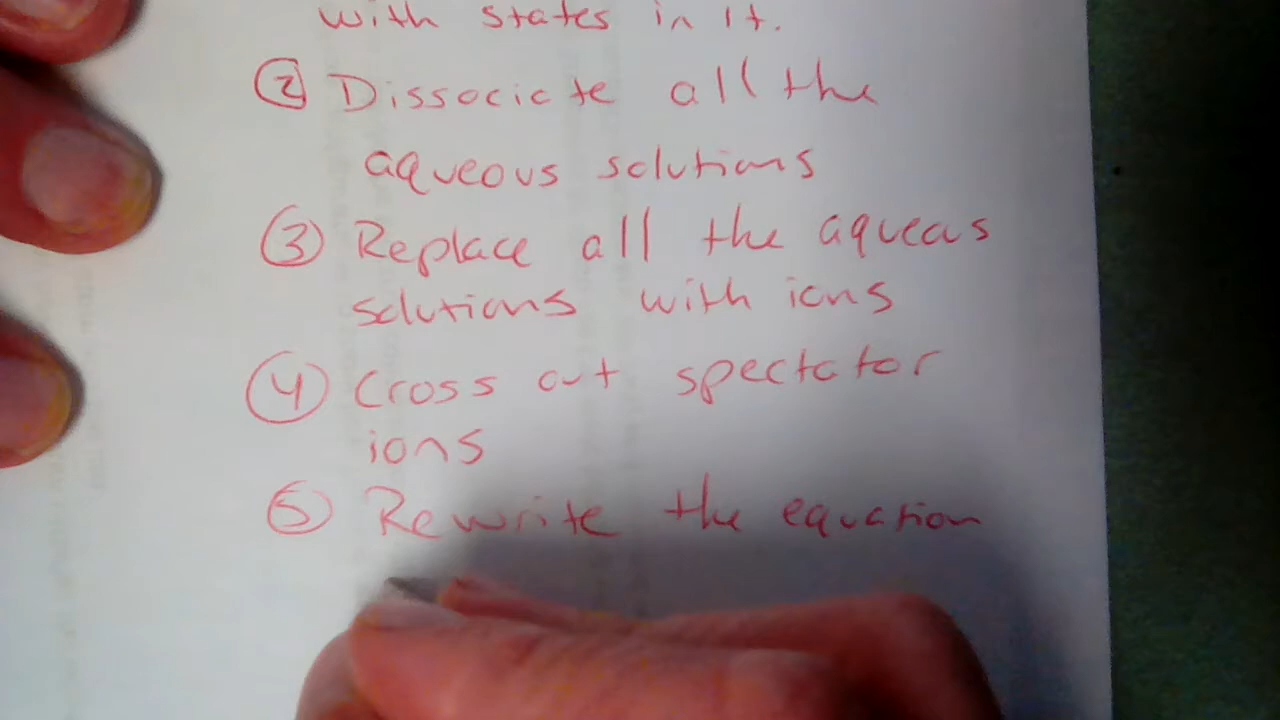 with states in it.
② Dissociate all the
aqueous solutions
③ Replace all the aqueous
solutions with ions
④ Cross out spectator
ions
⑤ Rewrite the equation